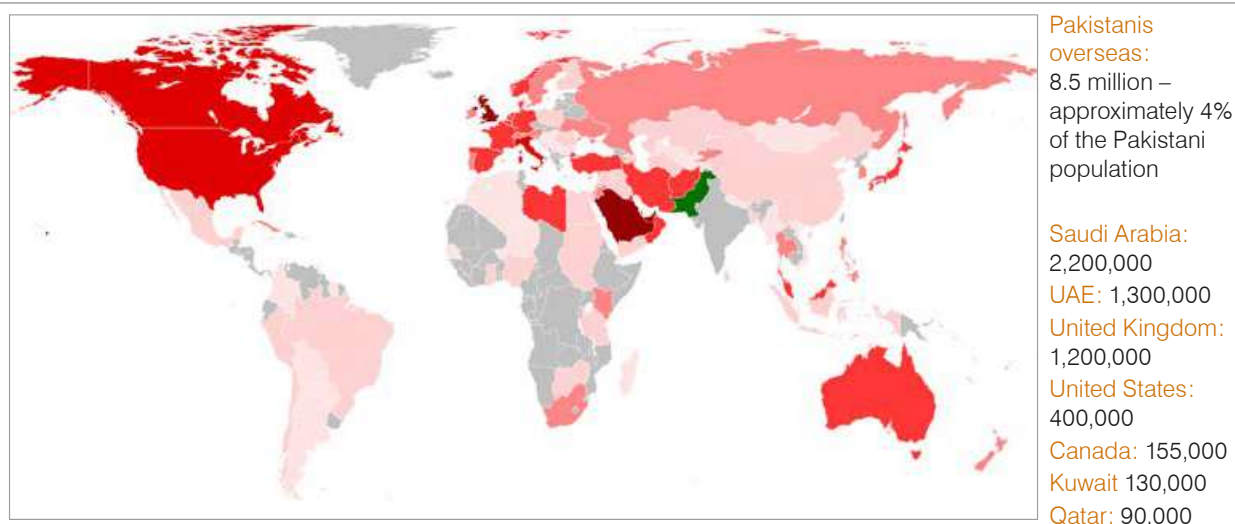 Pakistanis
overseas:
8.5 million –
approximately 4%
of the Pakistani
population
Saudi Arabia:
2,200,000
UAE: 1,300,000
United Kingdom:
1,200,000
United States:
400,000
Canada: 155,000
Kuwait 130,000
Qatar: 90.000